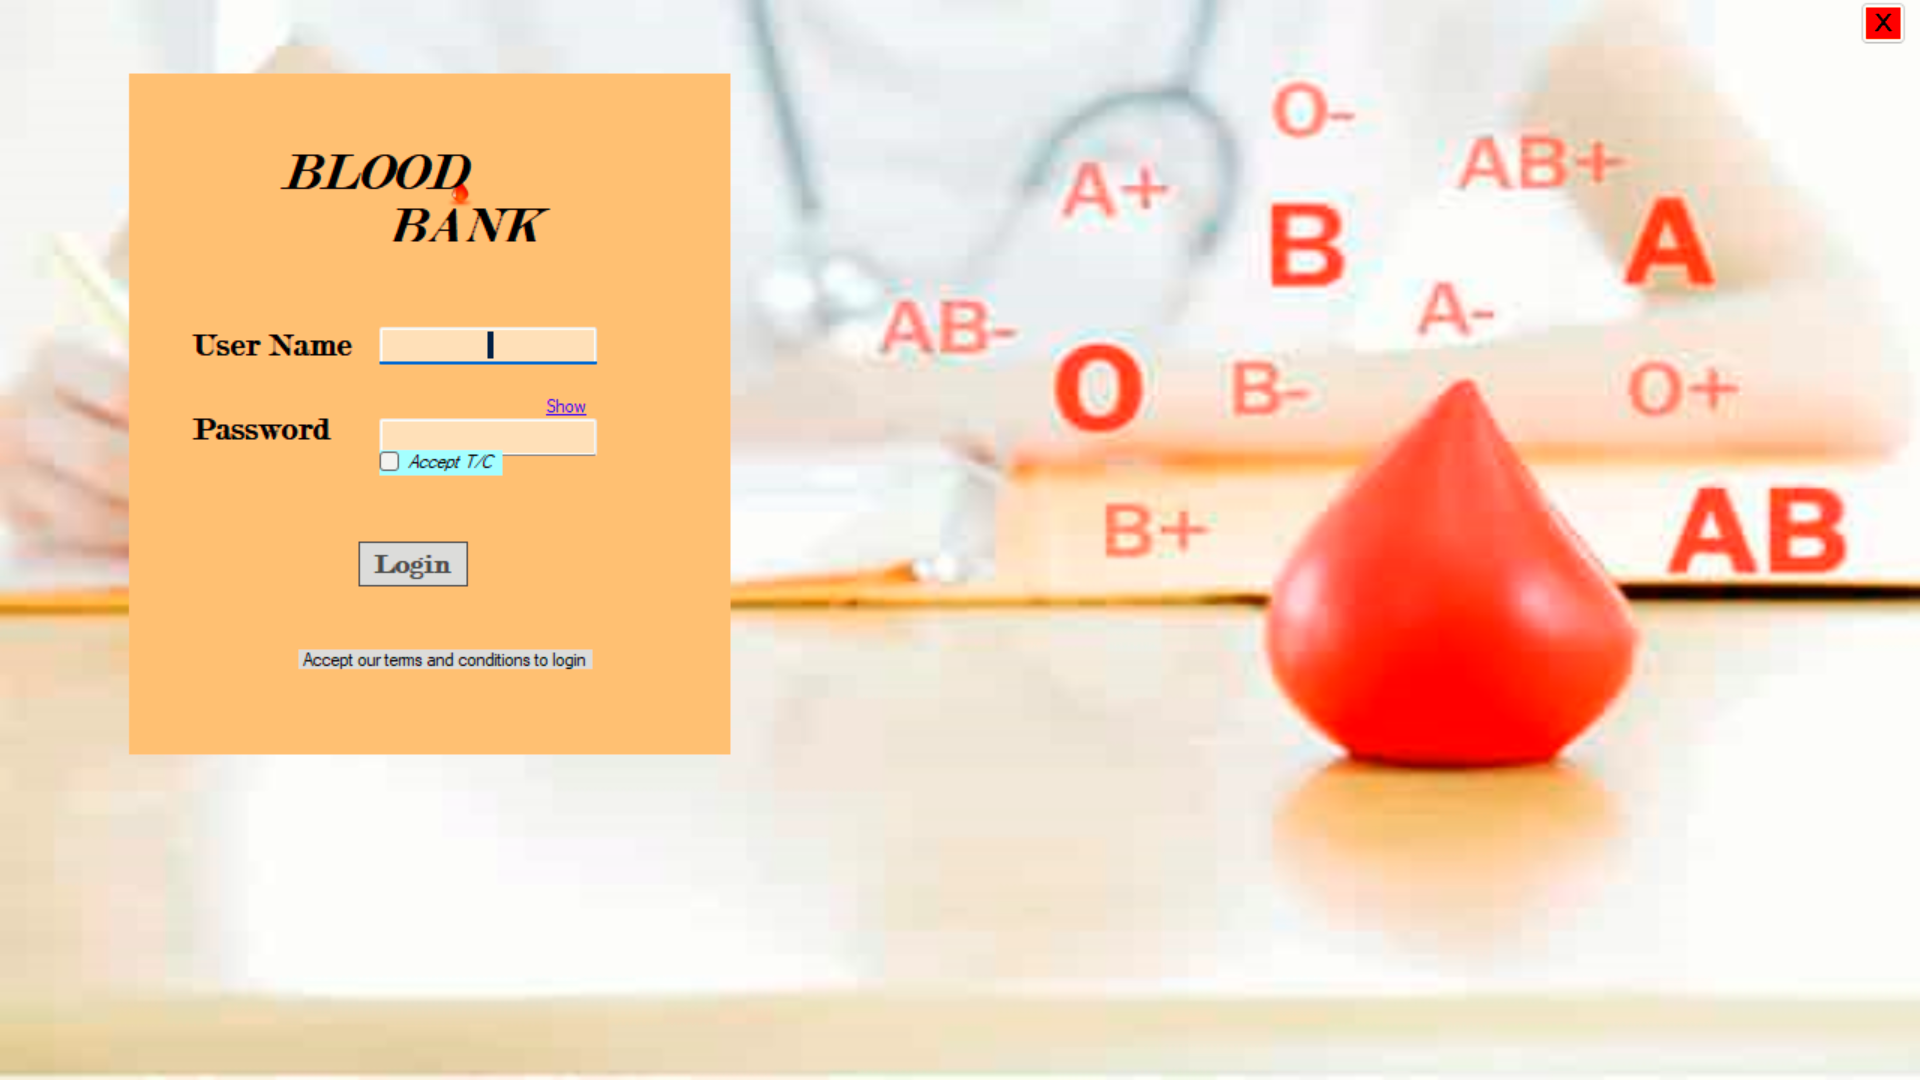 X
BLOOD
BANK
User Name
Show
Password
Accept T/C
Login
Accept our terms and conditions to login
O-
AB+
A+
B
A
A-
AB-
O
B-
O+
B+
AB